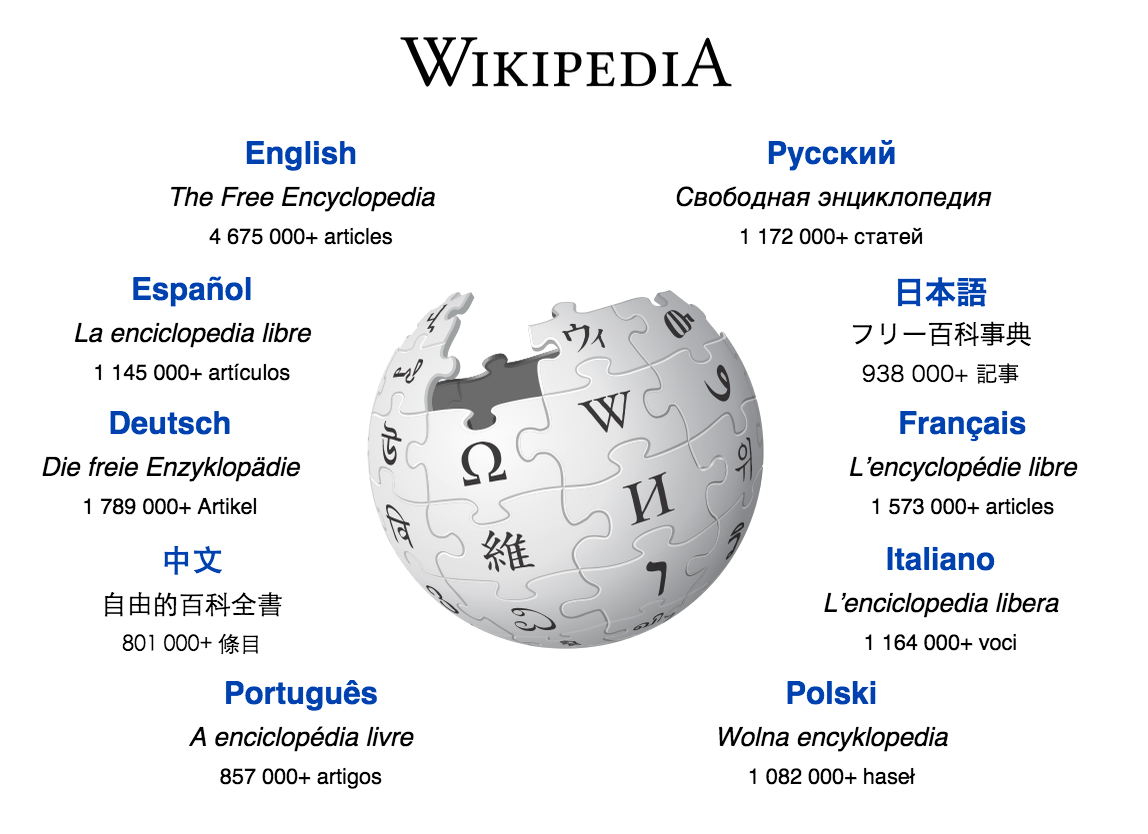 WIKIPEDIA
English
The Free Encyclopedia
4 675 000+ articles
Русский
Свободная энциклопедия
1 172 000+ статей
Español
La enciclopedia libre
1 145 000+ artículos
日本語
フリー百科事典
938 000+ 記事
Deutsch
Die freie Enzyklopädie
1 789 000+ Artikel
Français
L'encyclopédie libre
1 573 000+ articles
中文
自由的百科全書
801 000+ 條目
Italiano
L'enciclopedia libera
1 164 000+ voci
Português
A enciclopédia livre
857 000+ artigos
Polski
Wolna encyklopedia
1 082 000+ haseł
ウィ
W
Ω
И
維
위